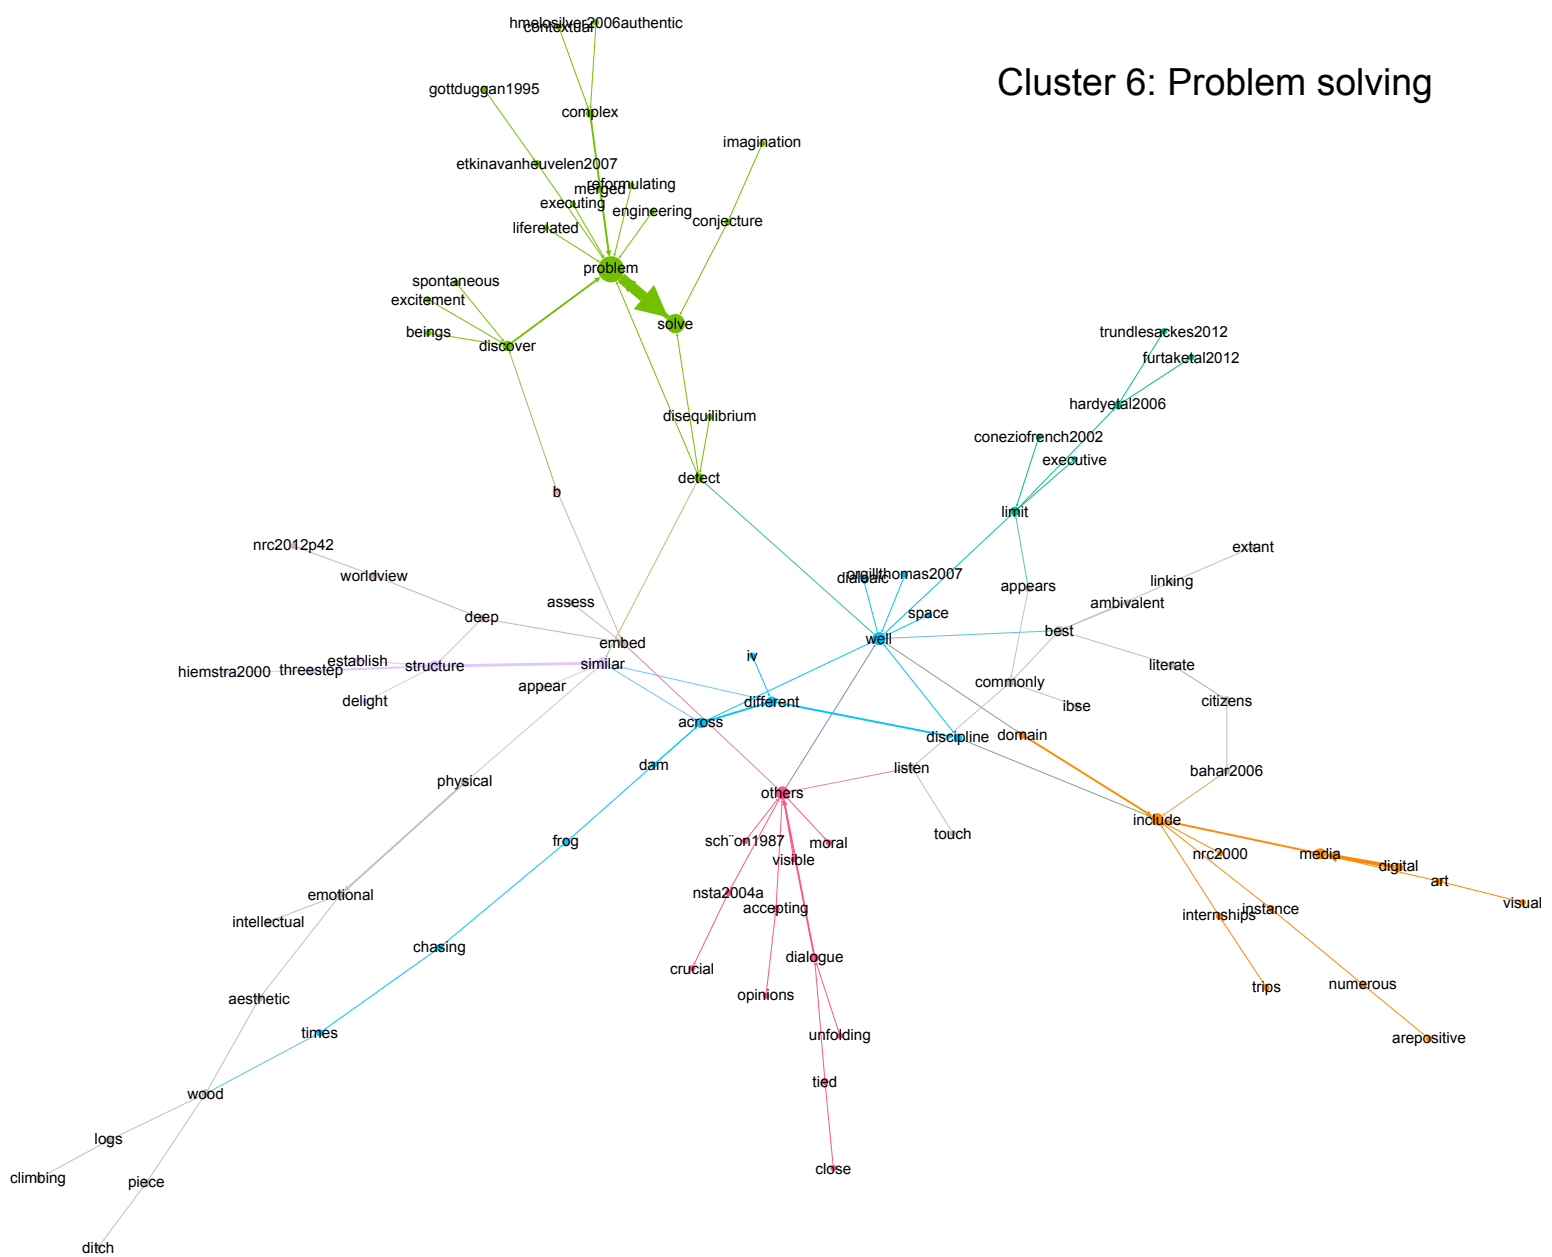 hmelosilver2006authentic
contextual
Cluster 6: Problem solving
gottduggan1995
complex
imagination
etkinavanheuvelen2007
reformulating
merged
executing
engineering
conjecture
liferelated
problem
spontaneous
excitement
solve
beings
discover
trundlesackes2012
furtaketal2012
hardyetal2006
disequilibrium
coneziofrench2002
executive
detect
b
limit
nrc2012p42
extant
worldview
orgillthomas2007
dialogic
linking
appears
assess
ambivalent
deep
space
best
embed
well
establish
similar
iv
hiemstra2000
threestep
structure
literate
commonly
appear
delight
different
ibse
citizens
across
discipline
domain
dam
listen
bahar2006
physical
others
include
touch
frog
sch¨on1987
moral
visible
nrc2000
media
digital
art
nsta2004a
emotional
visual
accepting
instance
internships
intellectual
chasing
dialogue
crucial
opinions
trips
numerous
aesthetic
times
unfolding
arepositive
tied
wood
logs
close
climbing
piece
ditch